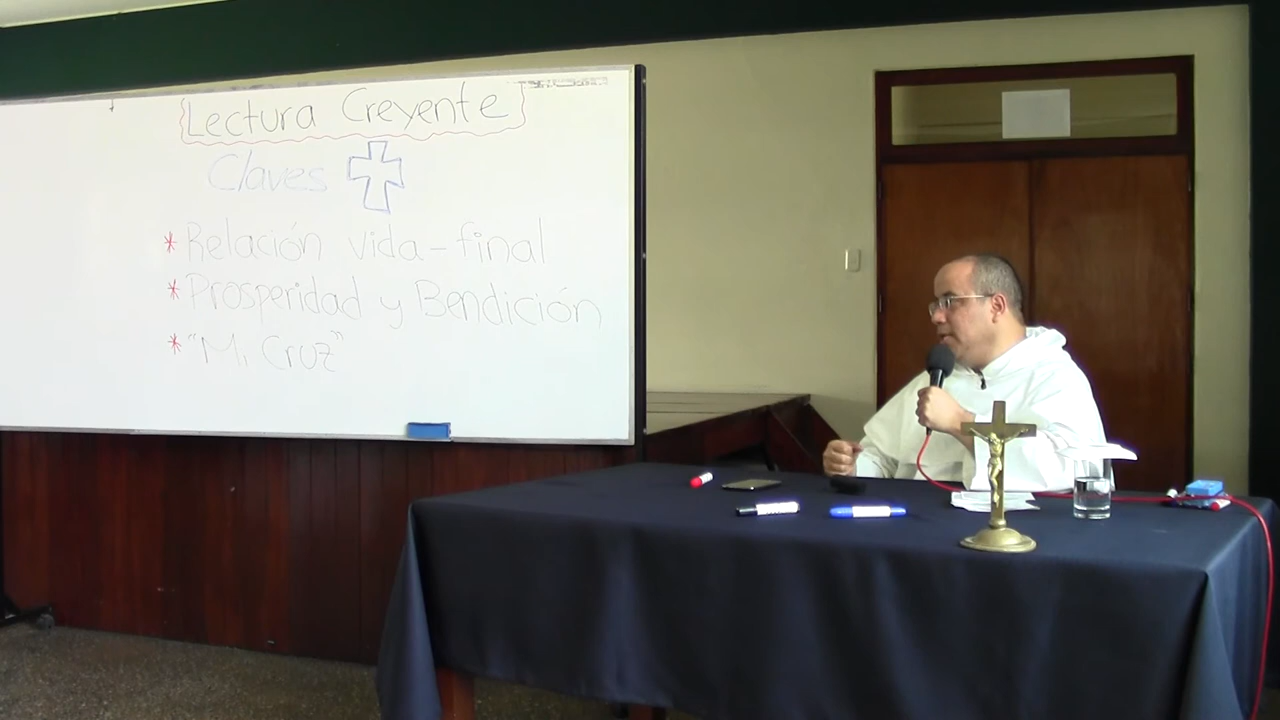 Lectura Creyente
Claves
* Relación vida - final
* Prosperidad y Bendición
* "Mi Cruz"